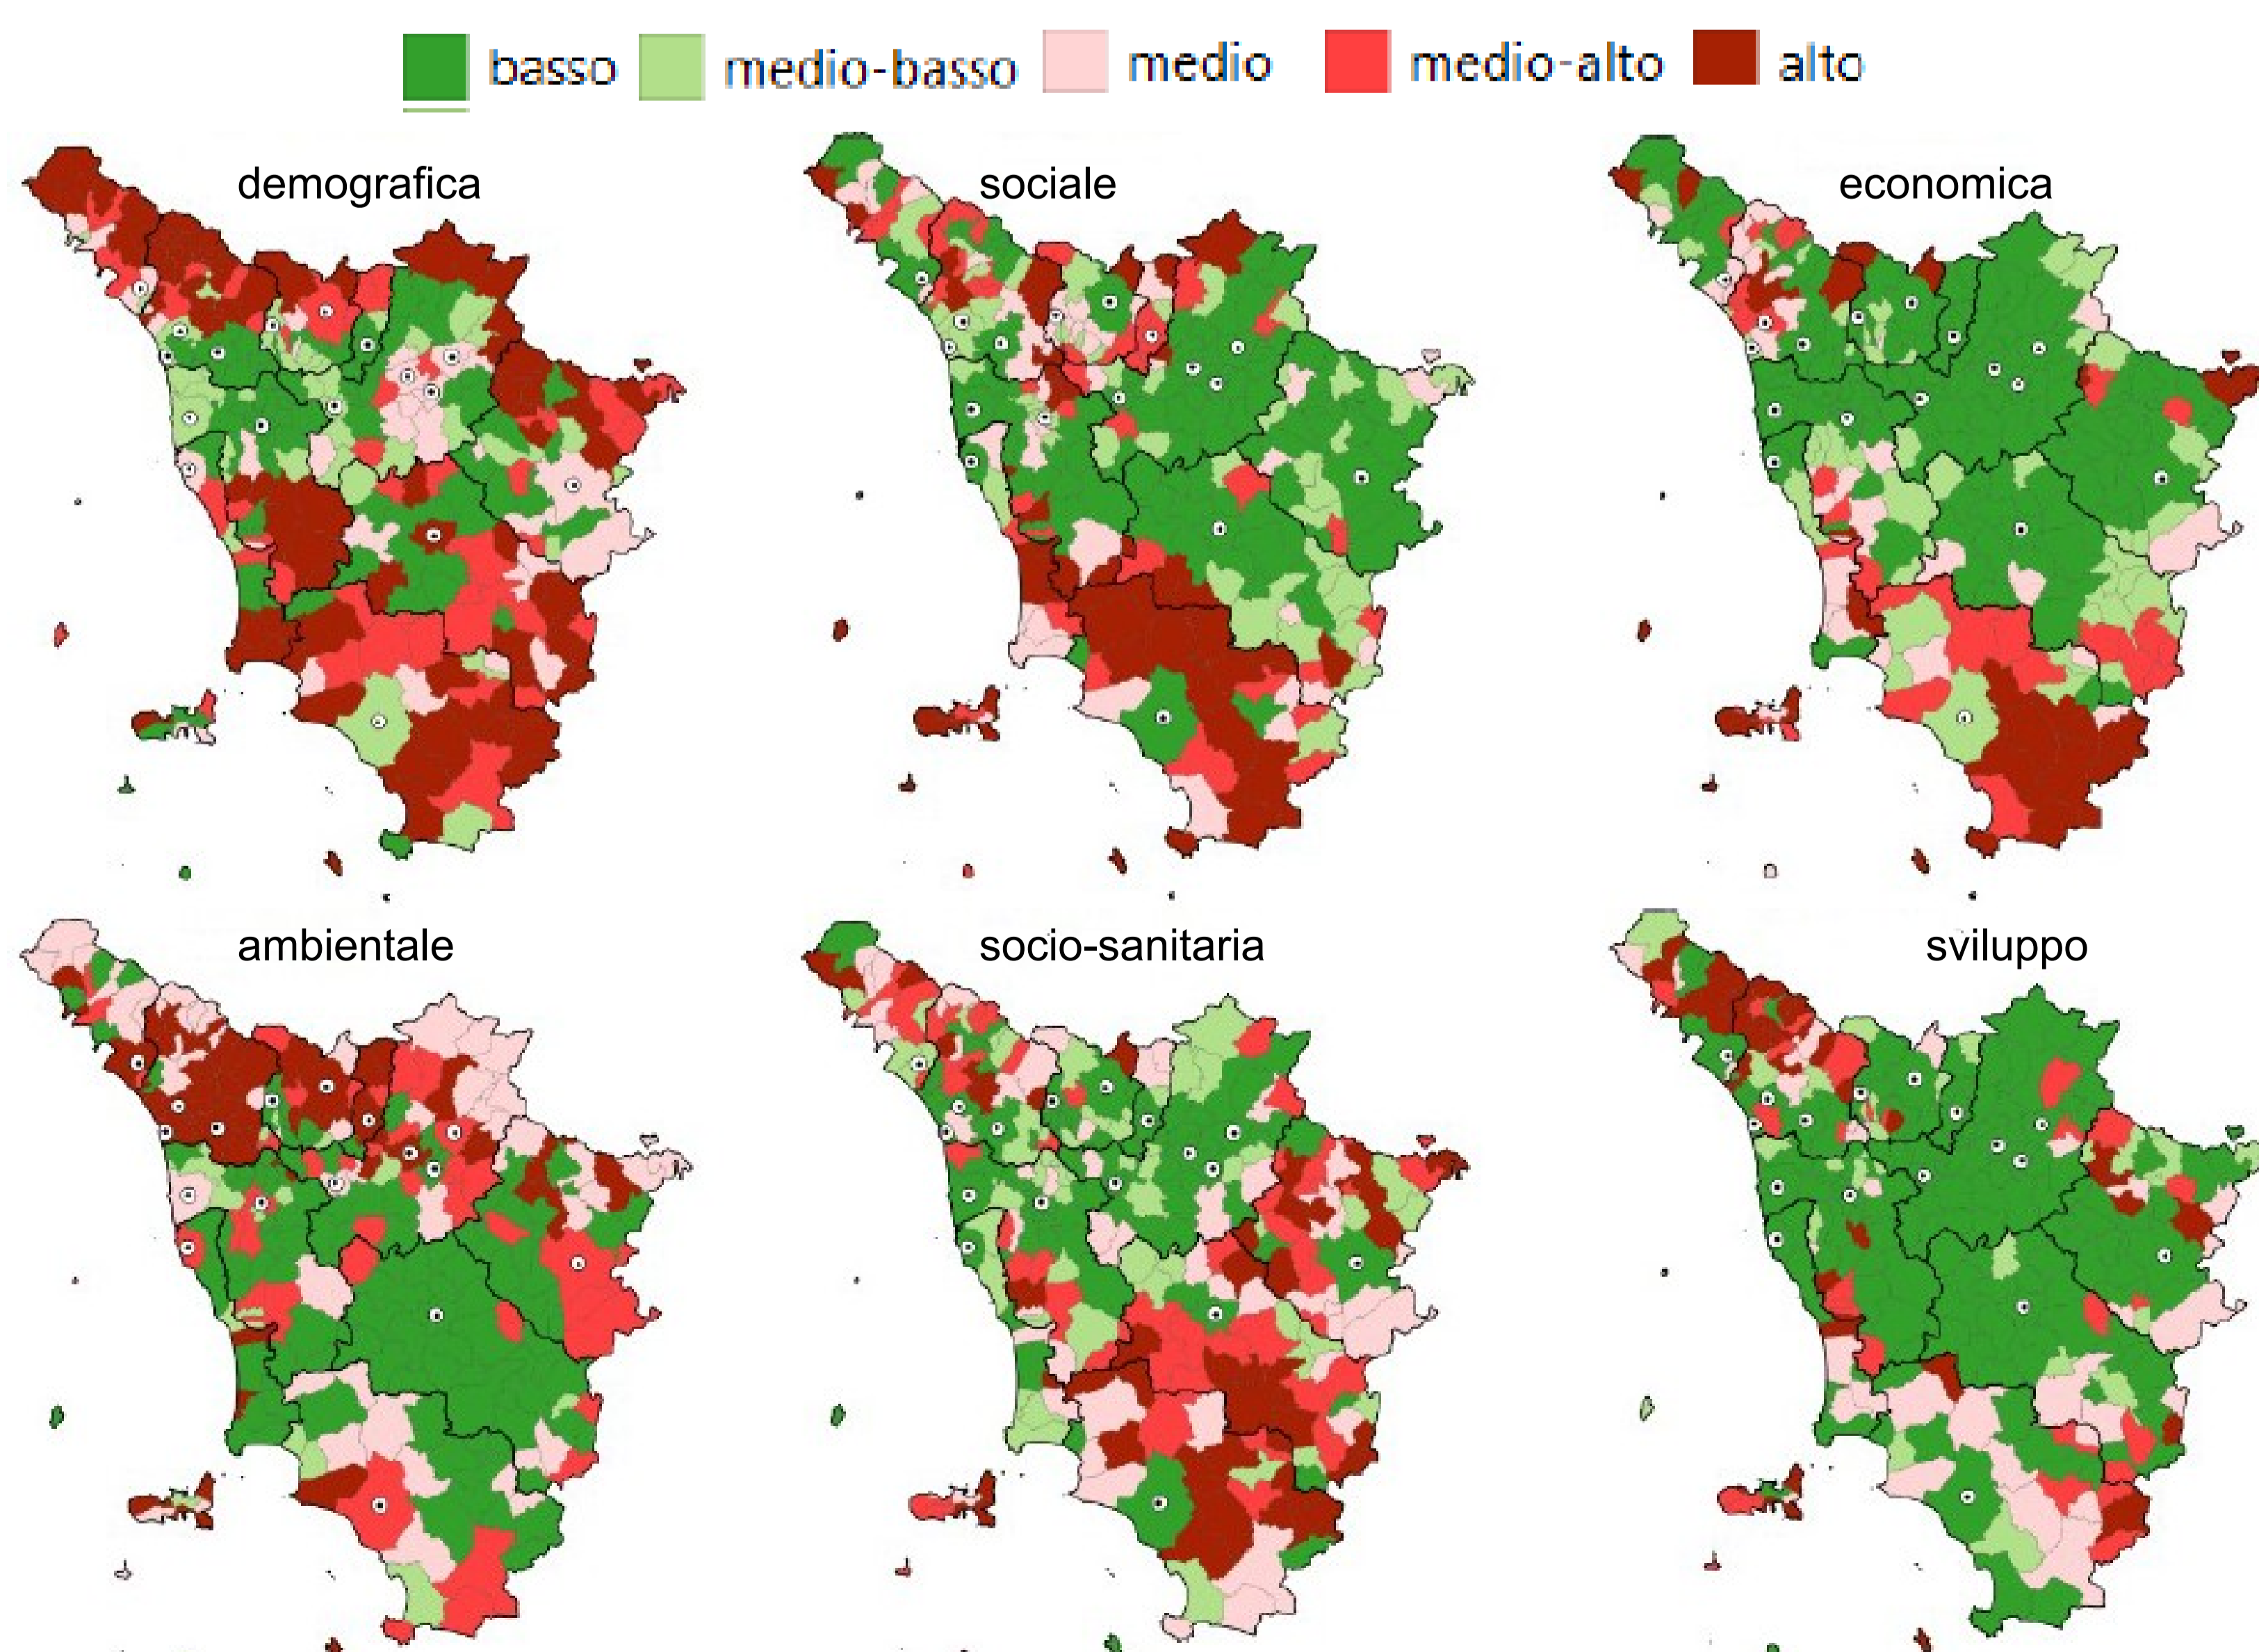 basso medio-basso medio medio-alto alto
demografica sociale economica
ambientale socio-sanitaria sviluppo